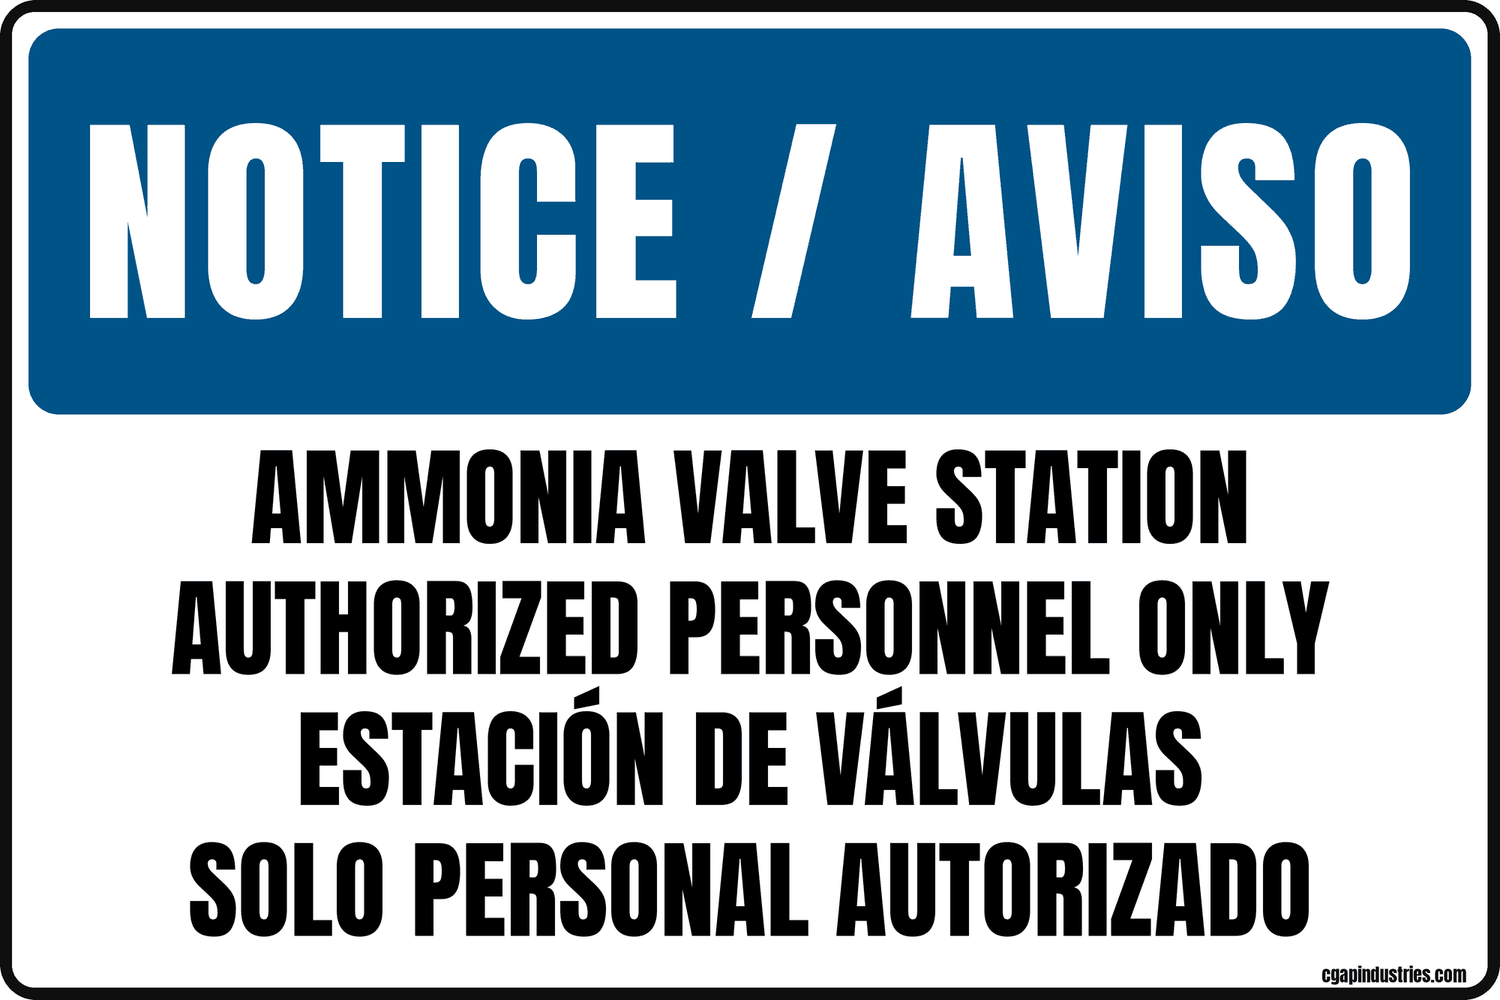 NOTICE / AVISO
AMMONIA VALVE STATION
AUTHORIZED PERSONNEL ONLY
ESTACIÓN DE VÁLVULAS
SOLO PERSONAL AUTORIZADO
cgapindustries.com